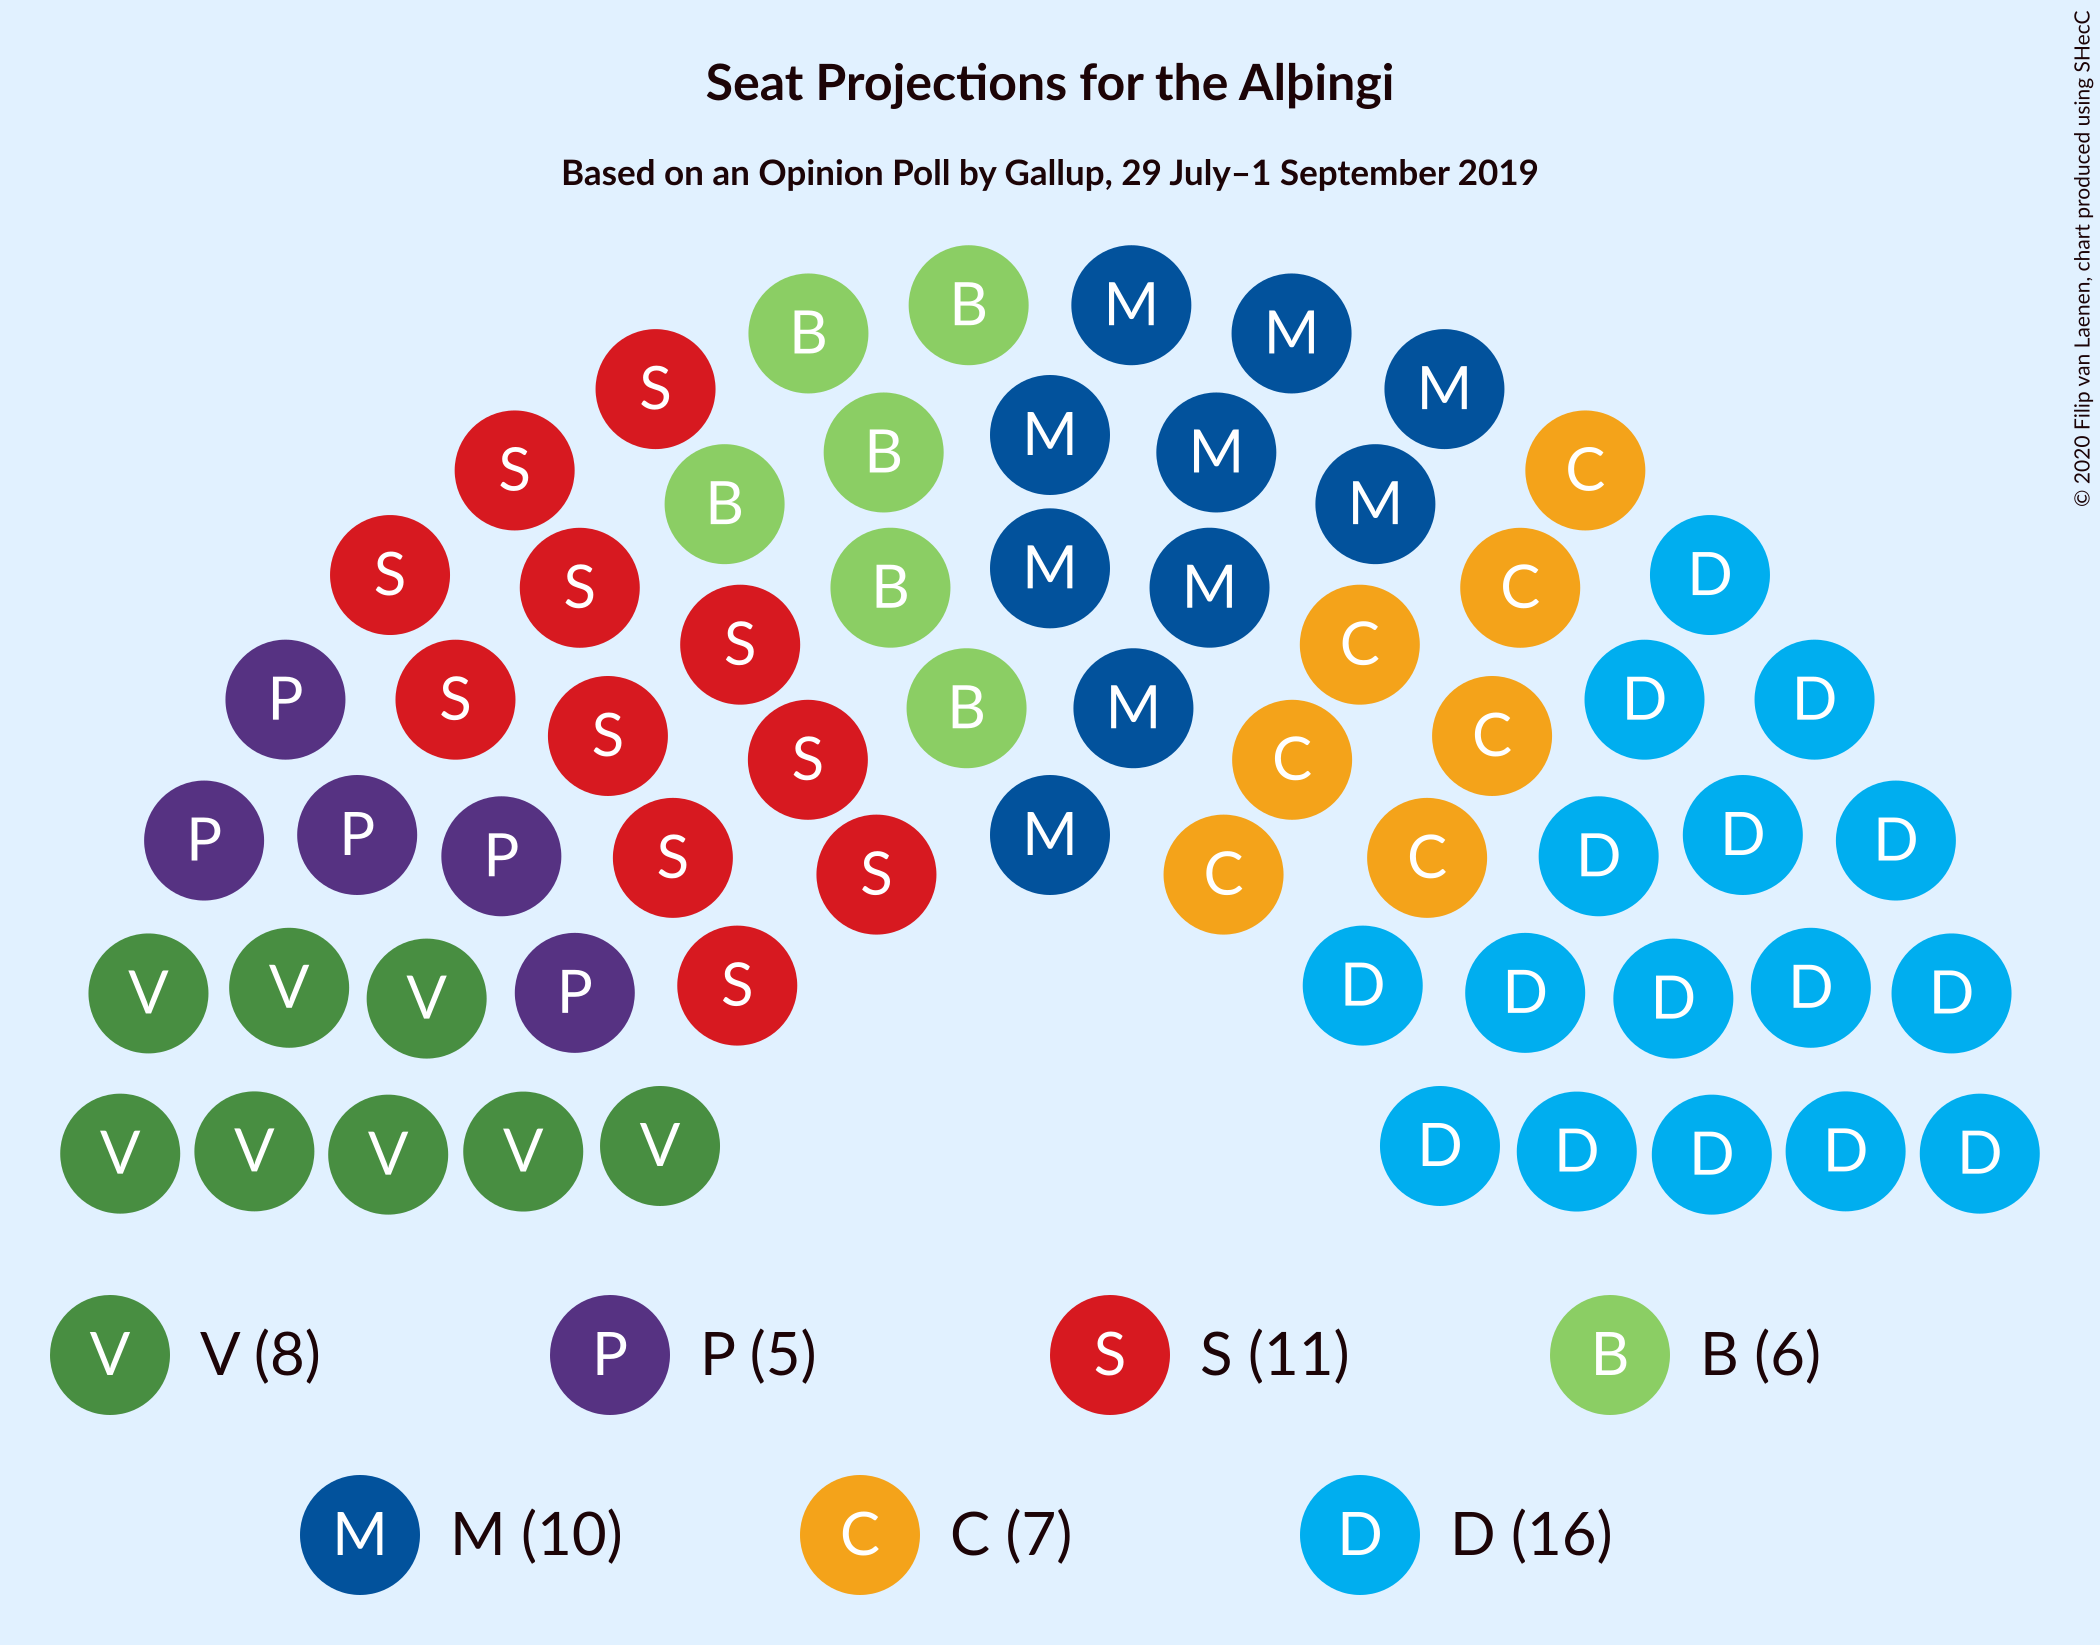 Seat Projections for the Alþingi
Based on an Opinion Poll by Gallup, 29 July–1 September 2019
© 2020 Filip van Laenen, chart produced using SHecC
B B M M
S B M M M
S B B M M C
S S B M M C D
P S S S B M C C D D
P P P S S M C C D D D
V V V P S S C D D D D D
V V V V V D D D D D
V V (8) P P (5) S S (11) B B (6)
M M (10) C C (7) D D (16)